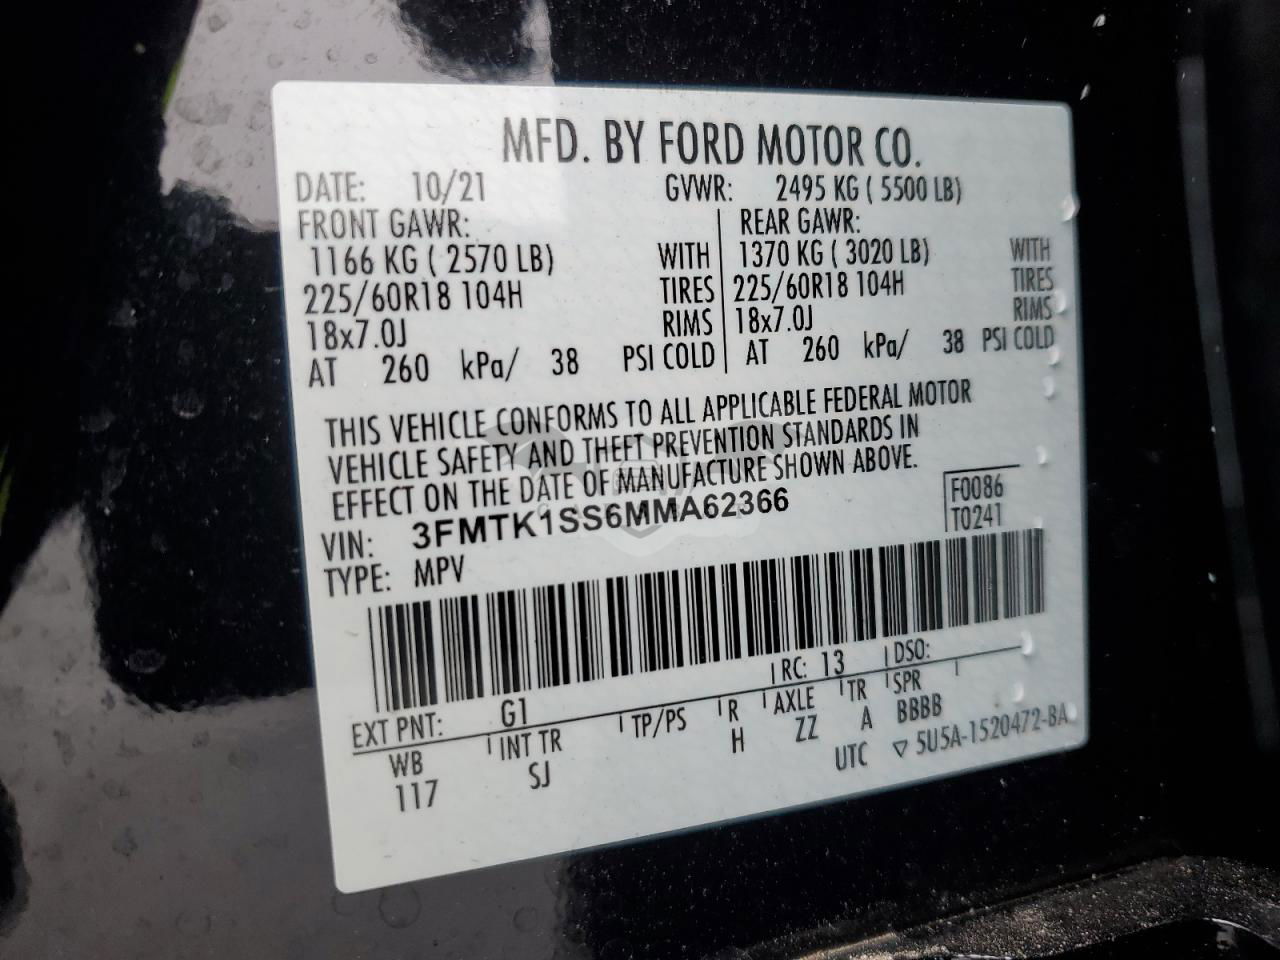 MFD. BY FORD MOTOR CO.
DATE: 10/21 GVWR: 2495 KG ( 5500 LB)
FRONT GAWR: REAR GAWR:
1166 KG ( 2570 LB) WITH 1370 KG ( 3020 LB) WITH
225/60R18 104H TIRES 225/60R18 104H TIRES
18x7.0J RIMS 18x7.0J RIMS
AT 260 kPa/ 38 PSI COLD AT 260 kPa/ 38 PSI COLD
THIS VEHICLE CONFORMS TO ALL APPLICABLE FEDERAL MOTOR
VEHICLE SAFETY AND THEFT PREVENTION STANDARDS IN
EFFECT ON THE DATE OF MANUFACTURE SHOWN ABOVE.
VIN: 3FMTK1SS6MMA62366
F0086
TYPE: MPV
T0241
RC: 13 DSO:
EXT PNT: G1 TP/PS R AXLE TR SPR
WB INT TR H ZZ A BBBB
117 SJ UTC ▽ 5U5A-1520472-BA